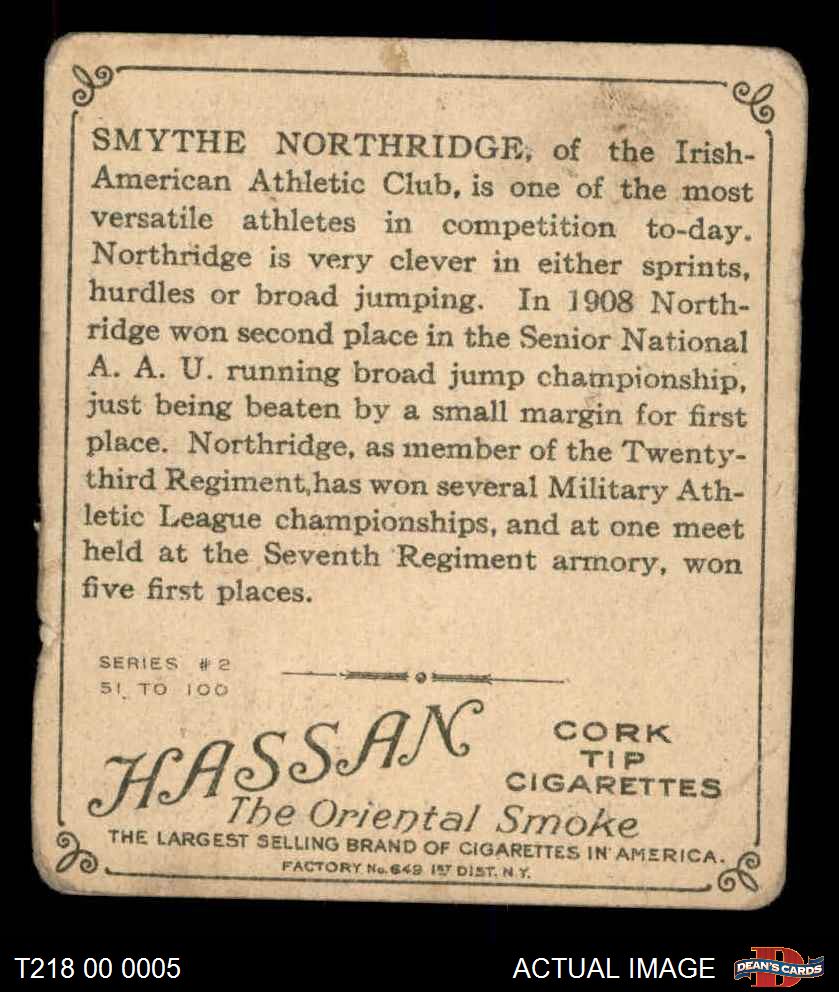 SMYTHE NORTHRIDGE, of the Irish-
American Athletic Club, is one of the most
versatile athletes in competition to-day.
Northridge is very clever in either sprints,
hurdles or broad jumping. In 1908 North-
ridge won second place in the Senior National
A. A. U. running broad jump championship,
just being beaten by a small margin for first
place. Northridge, as member of the Twenty-
third Regiment, has won several Military Ath-
letic League championships, and at one meet
held at the Seventh Regiment armory, won
five first places.
SERIES #2
51 TO 100
HASSAN
CORK
TIP
CIGARETTES
The Oriental Smoke
THE LARGEST SELLING BRAND OF CIGARETTES IN AMERICA.
FACTORY No. 649 1ST DIST. N.Y.
T218 00 0005
ACTUAL IMAGE
DEAN'S CARDS